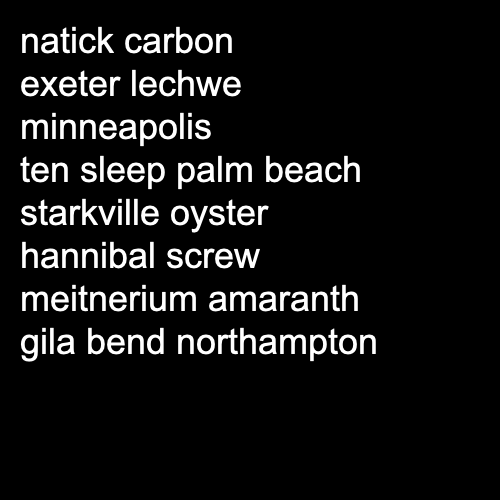 natick carbon
exeter lechwe
minneapolis
ten sleep palm beach
starkville oyster
hannibal screw
meitnerium amaranth
gila bend northampton